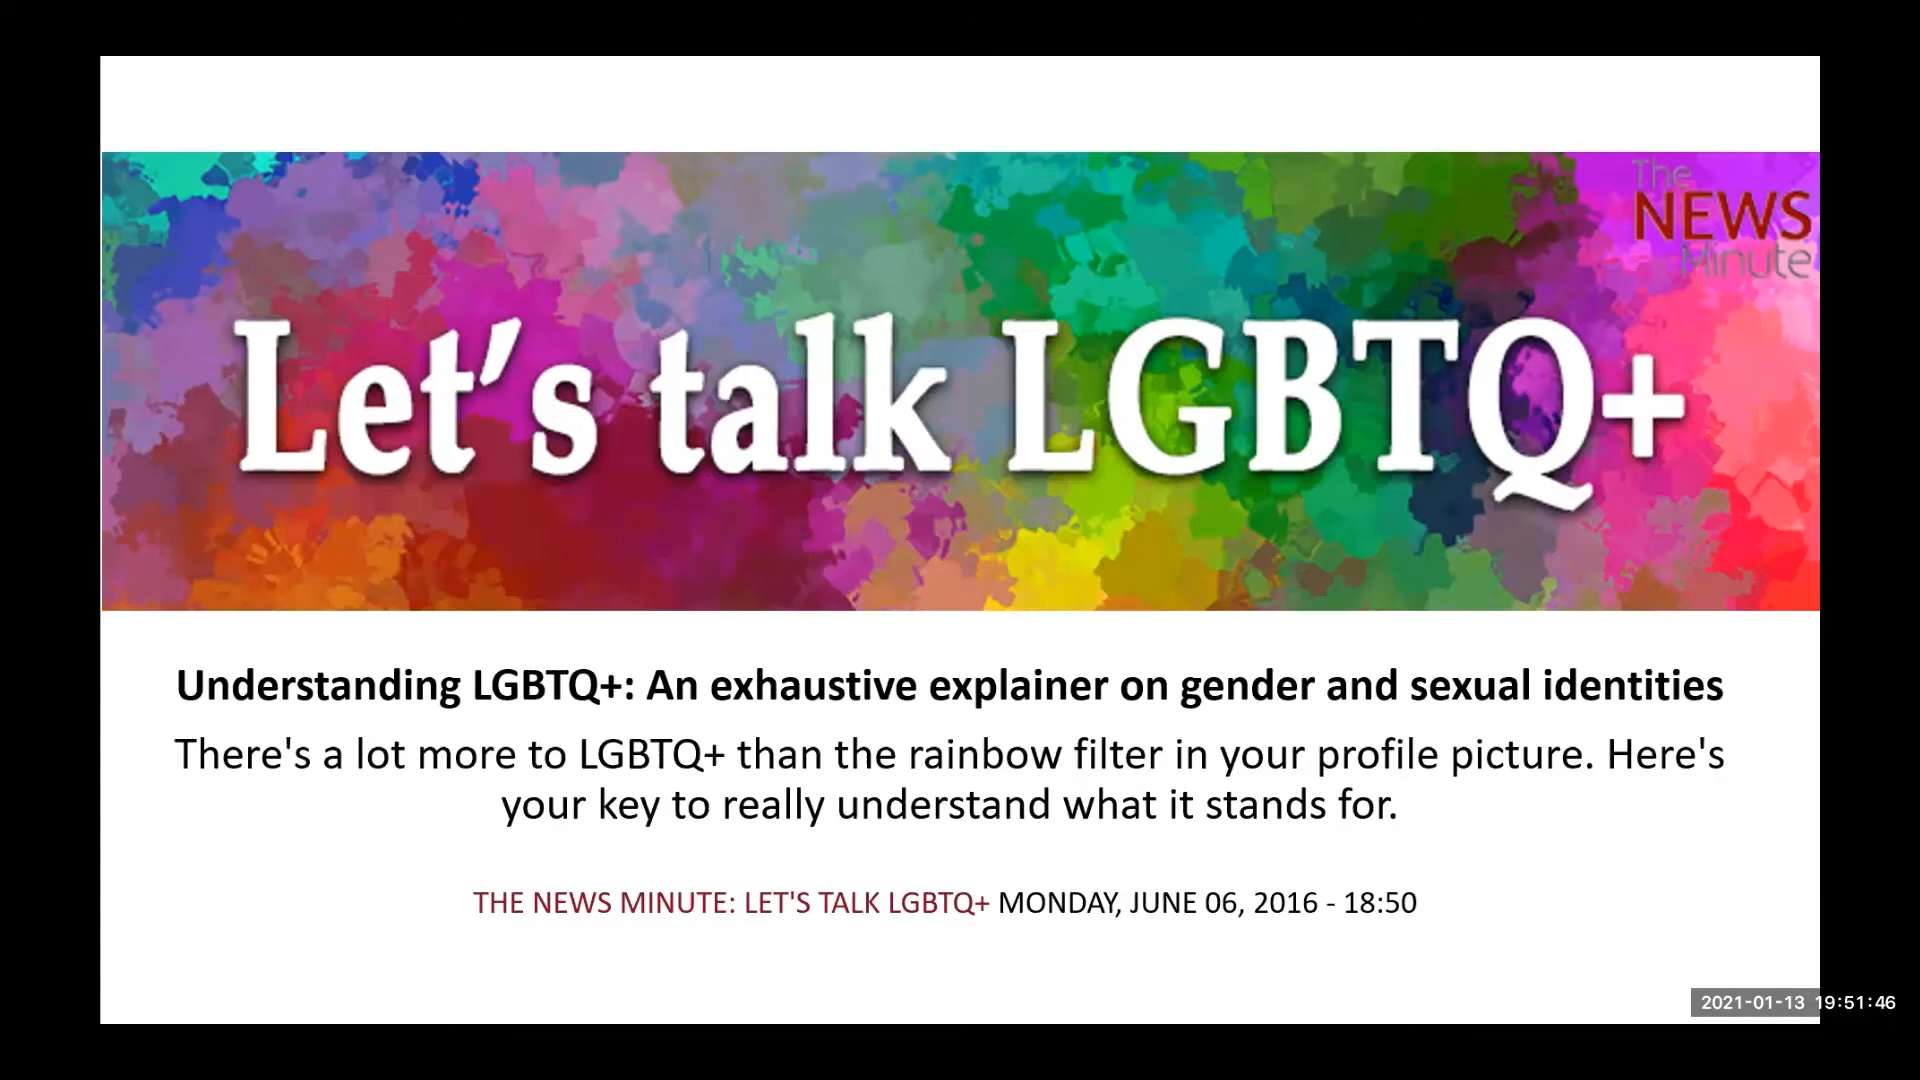 The
NEWS
Minute
Let's talk LGBTQ+
Understanding LGBTQ+: An exhaustive explainer on gender and sexual identities
There's a lot more to LGBTQ+ than the rainbow filter in your profile picture. Here's
your key to really understand what it stands for.
THE NEWS MINUTE: LET'S TALK LGBTQ+ MONDAY, JUNE 06, 2016 - 18:50
2021-01-13 19:51:46